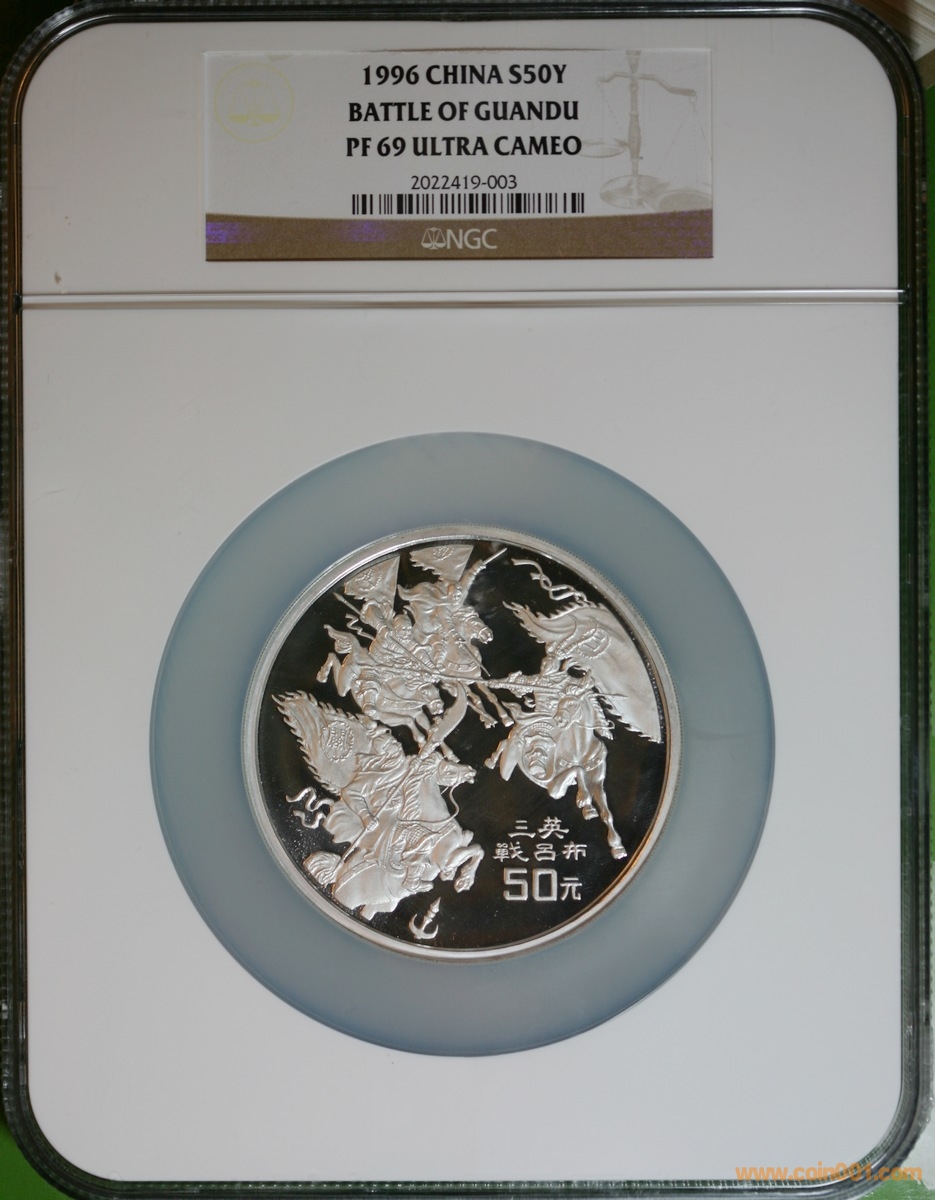 1996 CHINA S50Y
BATTLE OF GUANDU
PF 69 ULTRA CAMEO
2022419-003
NGC
三英
戰呂布
50元
www.coin001.com